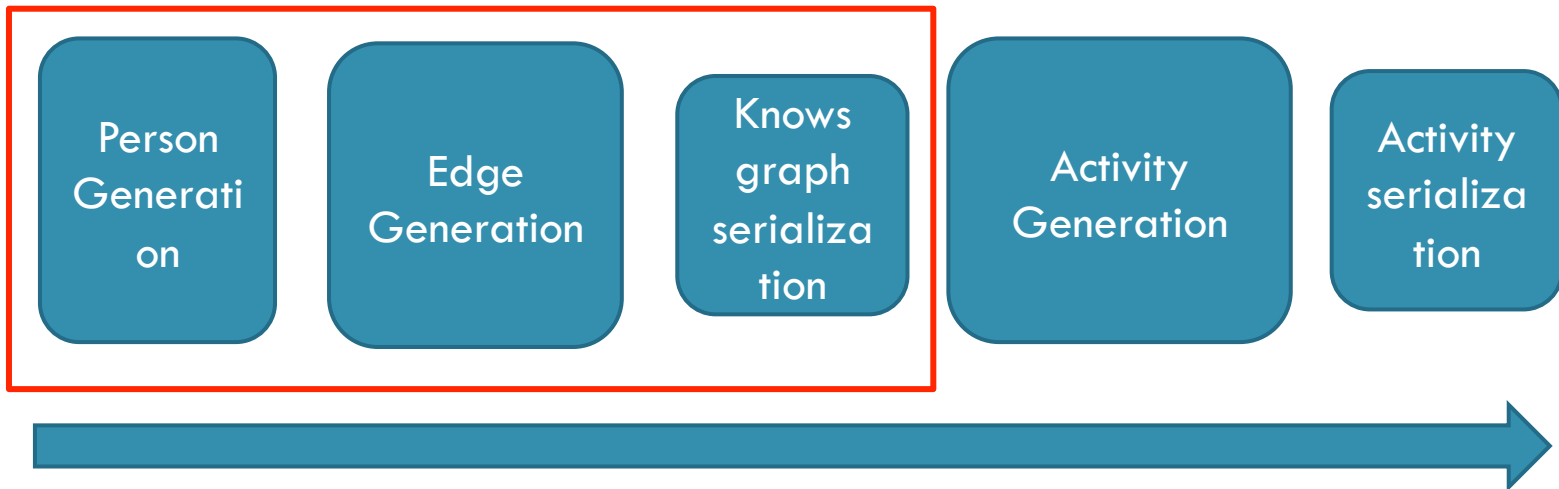 Person
Generati
on
Edge
Generation
Knows
graph
serializa
tion
Activity
Generation
Activity
serializa
tion